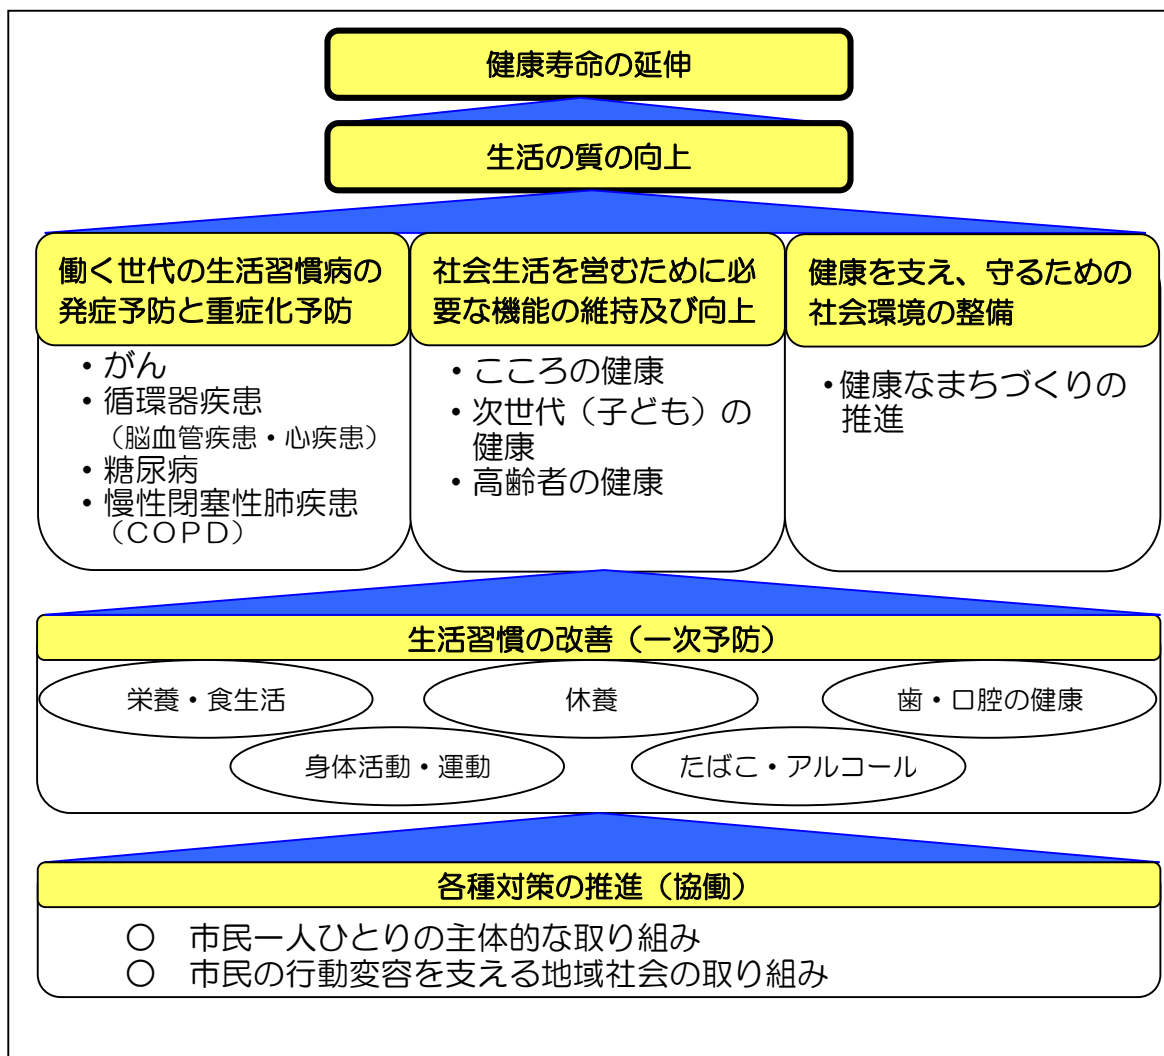 健康寿命の延伸
生活の質の向上
働く世代の生活習慣病の
発症予防と重症化予防
・がん
・循環器疾患
（脳血管疾患・心疾患）
・糖尿病
・慢性閉塞性肺疾患
（ＣＯＰＤ）
社会生活を営むために必
要な機能の維持及び向上
・こころの健康
・次世代（子ども）の
健康
・高齢者の健康
健康を支え、守るための
社会環境の整備
・健康なまちづくりの
推進
生活習慣の改善（一次予防）
栄養・食生活
休養
歯・口腔の健康
身体活動・運動
たばこ・アルコール
各種対策の推進（協働）
○　市民一人ひとりの主体的な取り組み
○　市民の行動変容を支える地域社会の取り組み